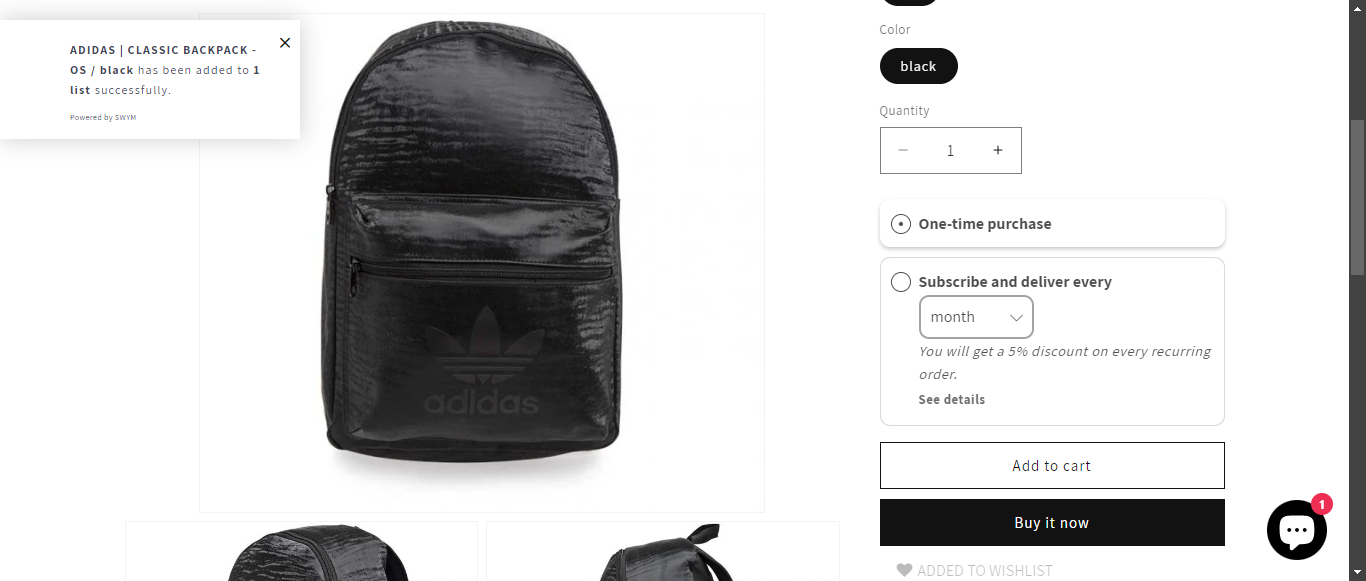 ADIDAS | CLASSIC BACKPACK -
OS / black has been added to 1
list successfully.
Powered by SWYM
adidas
Color
black
Quantity
1
One-time purchase
Subscribe and deliver every
month
You will get a 5% discount on every recurring
order.
See details
Add to cart
Buy it now
1
ADDED TO WISHLIST